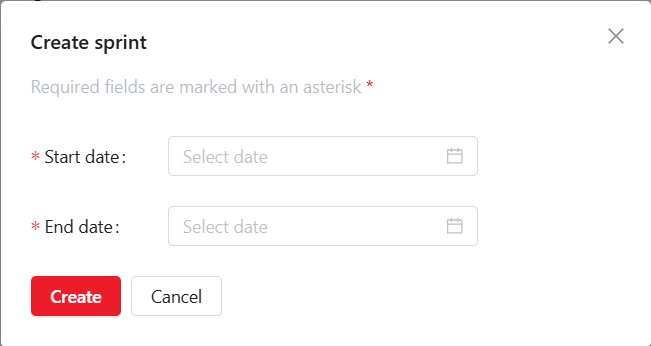 Create sprint
Required fields are marked with an asterisk *
* Start date: Select date
* End date: Select date
Create Cancel